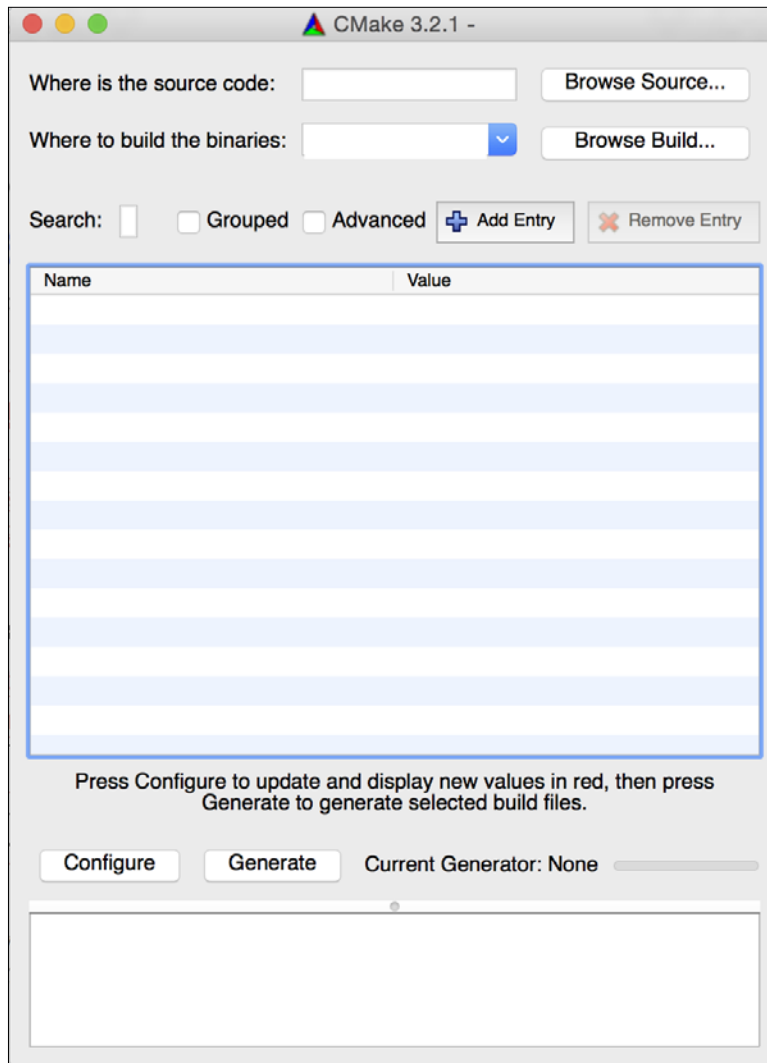 CMake 3.2.1 -
Where is the source code: Browse Source...
Where to build the binaries: Browse Build...
Search: Grouped Advanced Add Entry Remove Entry
Name Value
Press Configure to update and display new values in red, then press
Generate to generate selected build files.
Configure Generate Current Generator: None